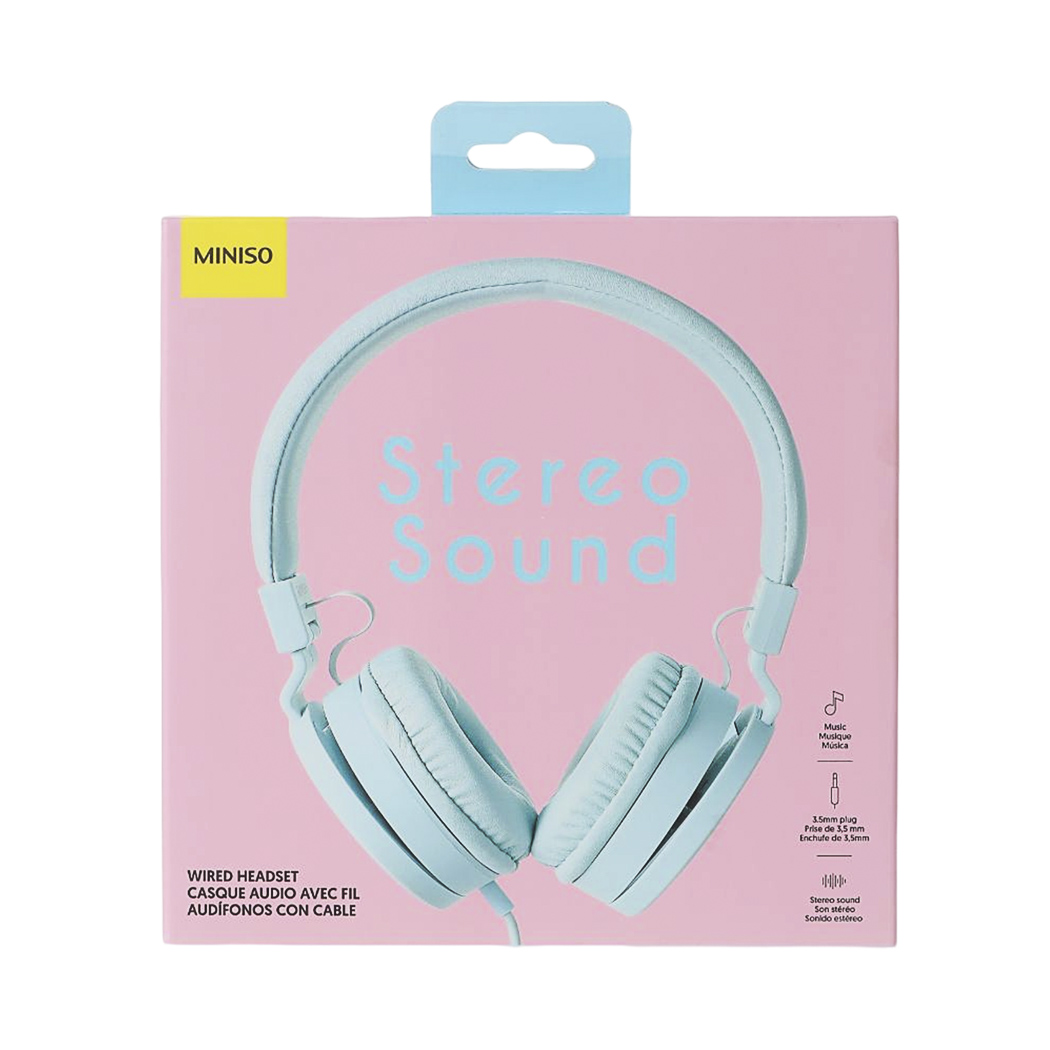 MINISO
Stereo
Sound
Music
Musique
Música
3.5mm plug
Prise de 3,5 mm
Enchufe de 3,5mm
Stereo sound
Son stéréo
Sonido estéreo
WIRED HEADSET
CASQUE AUDIO AVEC FIL
AUDÍFONOS CON CABLE